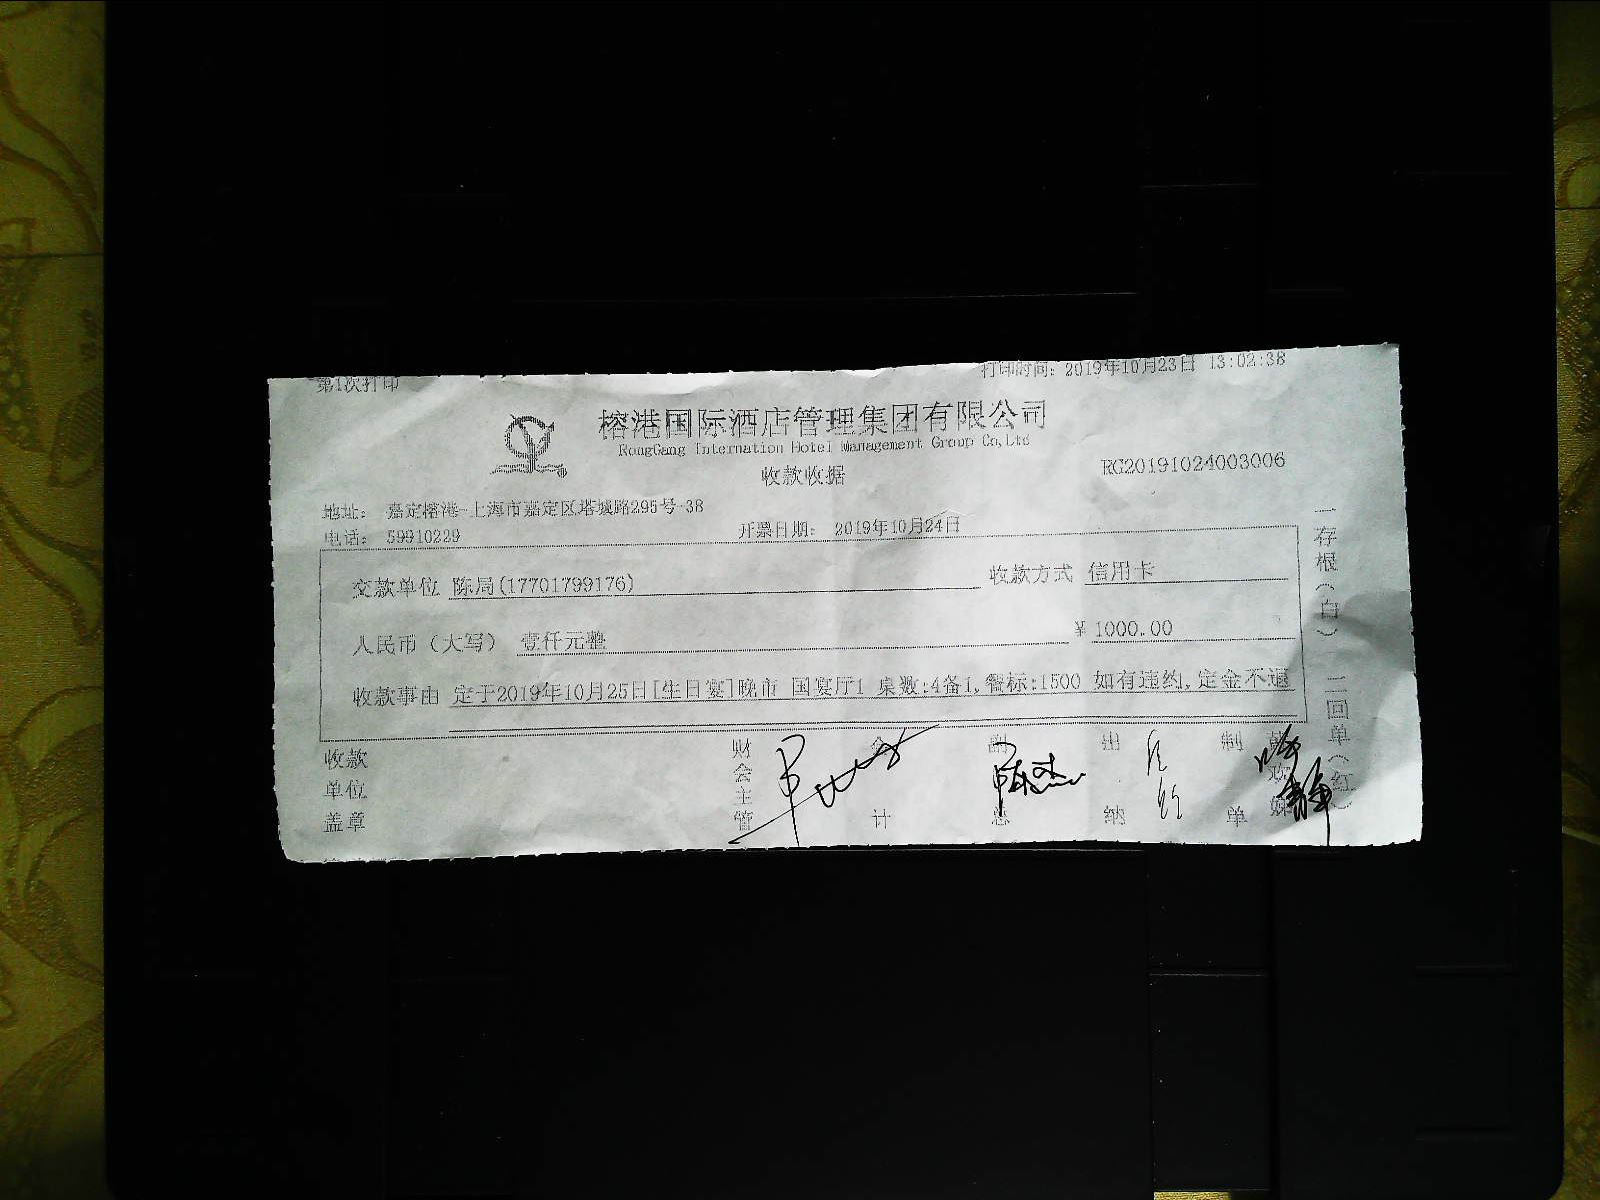 第1次打印
打印时间: 2019年10月23日 13:02:38
榕港国际酒店管理集团有限公司
RongGang Internation Hotel Management Group Co,Ltd
收款收据
RG20191024003006
地址: 嘉定榕港-上海市嘉定区塔城路295号-38
电话: 59910229
开票日期: 2019年10月24日
交款单位 陈局(17701799176)
收款方式 信用卡
人民币（大写） 壹仟元整
¥ 1000.00
收款事由 定于2019年10月25日[生日宴]晚市 国宴厅1 桌数:4备1,餐标:1500 如有违约,定金不退
收款单位盖章
财会主管
会计
副总
出纳
制单
一存根(白) 二回单(红)